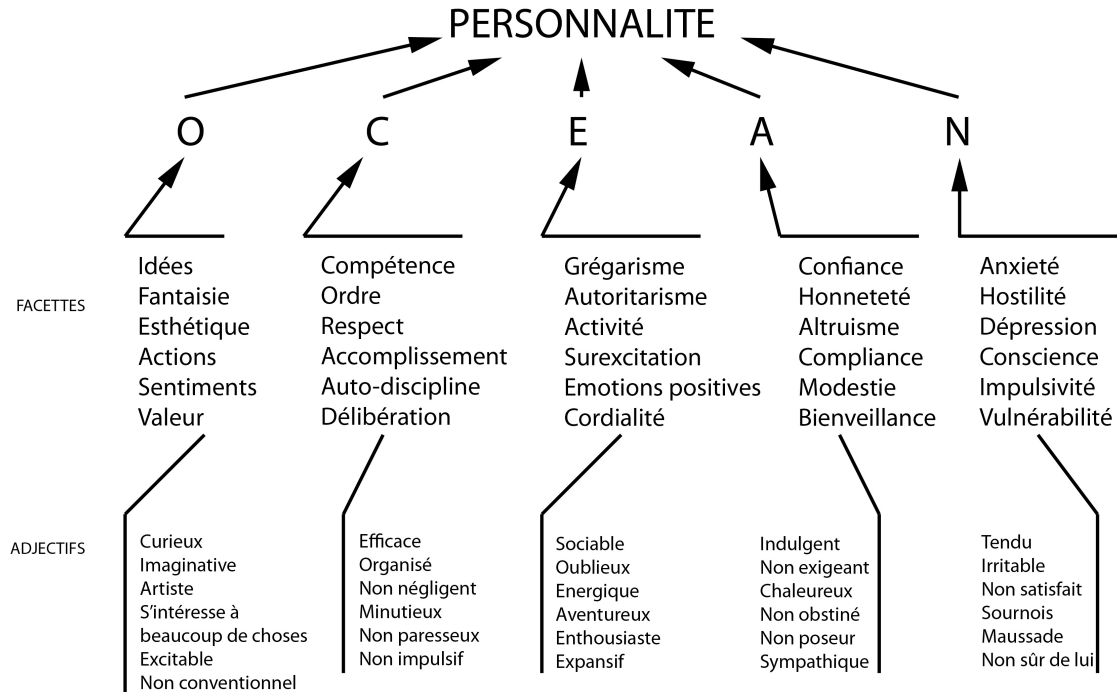 PERSONNALITE
O
C
E
A
N
FACETTES
Idées
Fantaisie
Esthétique
Actions
Sentiments
Valeur
Compétence
Ordre
Respect
Accomplissement
Auto-discipline
Délibération
Grégarisme
Autoritarisme
Activité
Surexcitation
Emotions positives
Cordialité
Confiance
Honneteté
Altruisme
Compliance
Modestie
Bienveillance
Anxieté
Hostilité
Dépression
Conscience
Impulsivité
Vulnérabilité
ADJECTIFS
Curieux
Imaginative
Artiste
S'intéresse à
beaucoup de choses
Excitable
Non conventionnel
Efficace
Organisé
Non négligent
Minutieux
Non paresseux
Non impulsif
Sociable
Oublieux
Energique
Aventureux
Enthousiaste
Expansif
Indulgent
Non exigeant
Chaleureux
Non obstiné
Non poseur
Sympathique
Tendu
Irritable
Non satisfait
Sournois
Maussade
Non sûr de lui